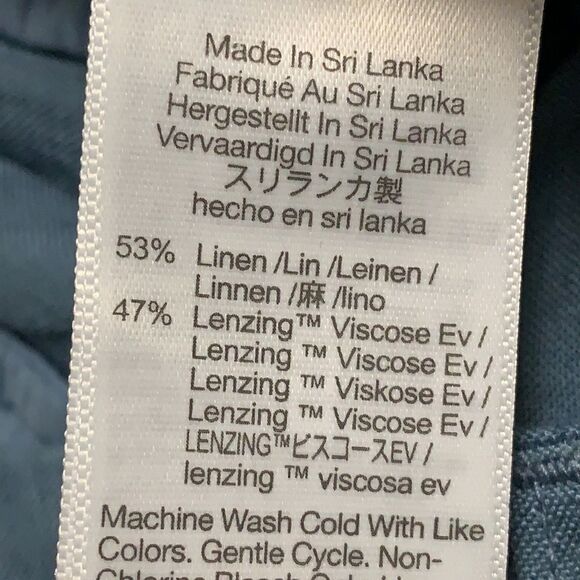 Made In Sri Lanka
Fabriqué Au Sri Lanka
Hergestellt In Sri Lanka
Vervaardigd In Sri Lanka
スリランカ製
hecho en sri lanka
53% Linen /Lin /Leinen /
Linnen /麻 /lino
47% Lenzing™ Viscose Ev /
Lenzing ™ Viscose Ev /
Lenzing ™ Viskose Ev /
Lenzing ™ Viscose Ev /
LENZING™ビスコースEV /
lenzing ™ viscosa ev
Machine Wash Cold With Like
Colors. Gentle Cycle. Non-
Chlorine Bleach